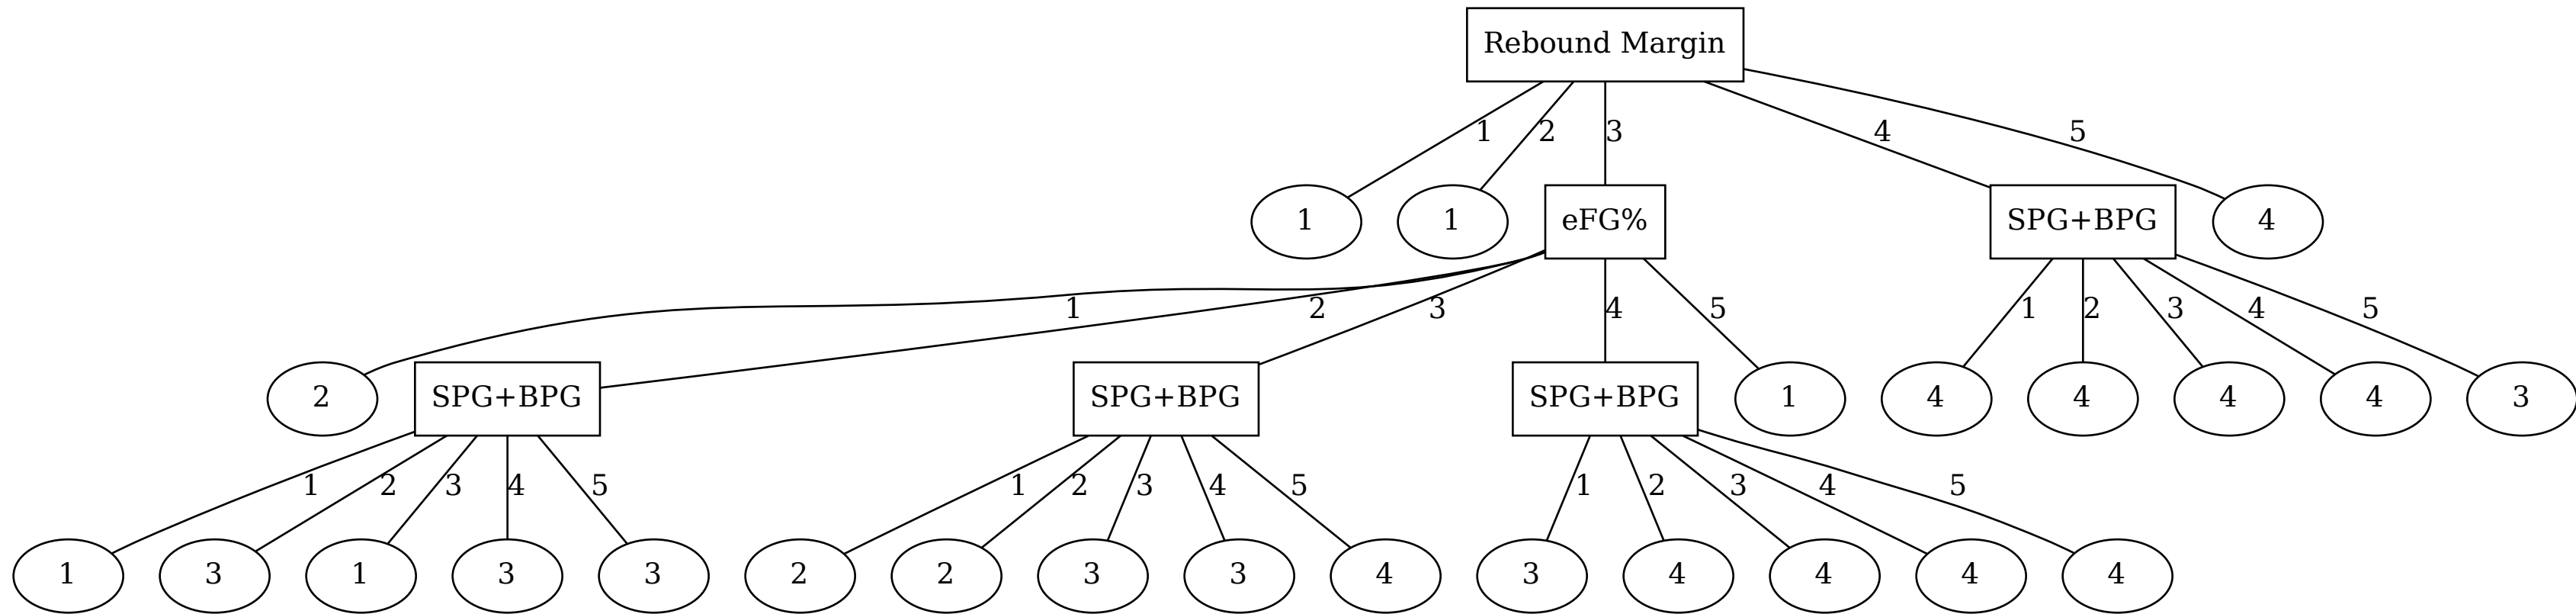 Rebound Margin
1 2 3 4 5
1 1 eFG% SPG+BPG 4
1 2 3 4 5 1 2 3 4 5
2 SPG+BPG SPG+BPG SPG+BPG 1 4 4 4 4 3
1 2 3 4 5 1 2 3 4 5 1 2 3 4 5
1 3 1 3 3 2 2 3 3 4 3 4 4 4 4